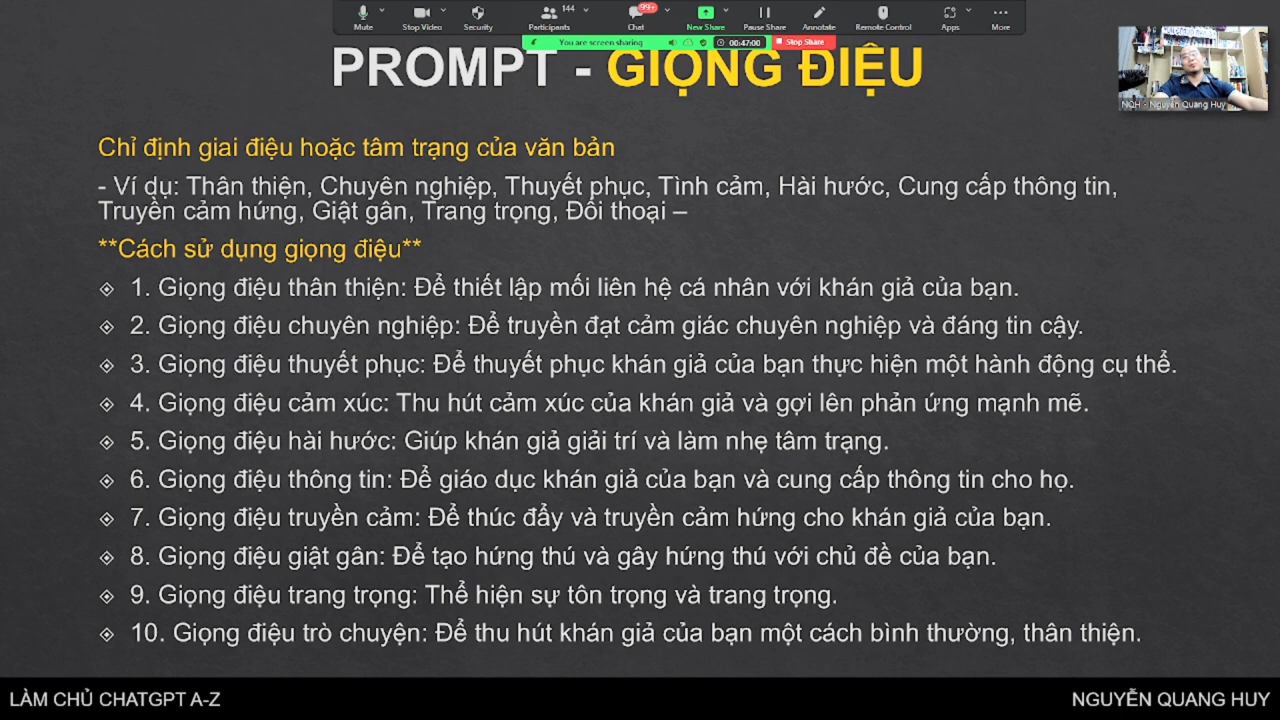 Mute
Stop Video
Security
Participants
144
Chat
99+
New Share
Pause Share
Annotate
Remote Control
Apps
More
You are screen sharing
00:47:00
Stop Share
PROMPT - GIỌNG ĐIỆU
NQH - Nguyễn Quang Huy
Chỉ định giai điệu hoặc tâm trạng của văn bản
- Ví dụ: Thân thiện, Chuyên nghiệp, Thuyết phục, Tình cảm, Hài hước, Cung cấp thông tin,
Truyền cảm hứng, Giật gân, Trang trọng, Đối thoại –
**Cách sử dụng giọng điệu**
1. Giọng điệu thân thiện: Để thiết lập mối liên hệ cá nhân với khán giả của bạn.
2. Giọng điệu chuyên nghiệp: Để truyền đạt cảm giác chuyên nghiệp và đáng tin cậy.
3. Giọng điệu thuyết phục: Để thuyết phục khán giả của bạn thực hiện một hành động cụ thể.
4. Giọng điệu cảm xúc: Thu hút cảm xúc của khán giả và gợi lên phản ứng mạnh mẽ.
5. Giọng điệu hài hước: Giúp khán giả giải trí và làm nhẹ tâm trạng.
6. Giọng điệu thông tin: Để giáo dục khán giả của bạn và cung cấp thông tin cho họ.
7. Giọng điệu truyền cảm: Để thúc đẩy và truyền cảm hứng cho khán giả của bạn.
8. Giọng điệu giật gân: Để tạo hứng thú và gây hứng thú với chủ đề của bạn.
9. Giọng điệu trang trọng: Thể hiện sự tôn trọng và trang trọng.
10. Giọng điệu trò chuyện: Để thu hút khán giả của bạn một cách bình thường, thân thiện.
LÀM CHỦ CHATGPT A-Z
NGUYỄN QUANG HUY